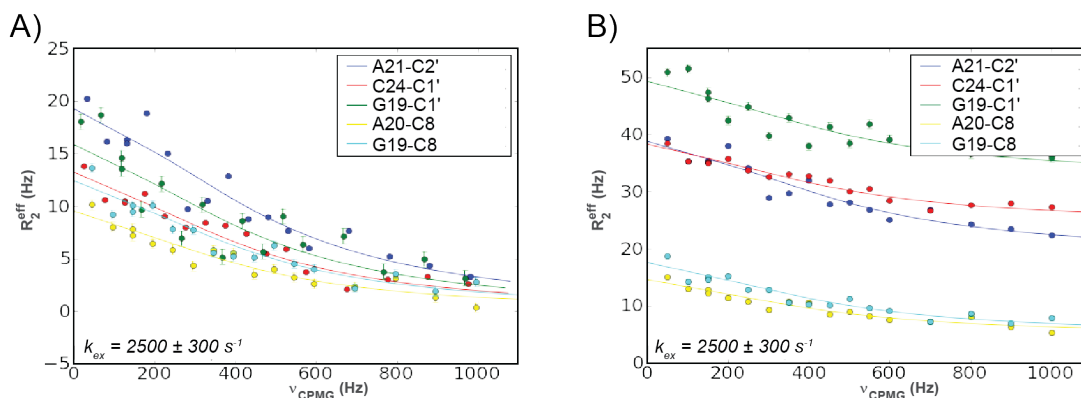 A)
25
20
15
10
5
0
−5
R₂ᵉᶠᶠ (Hz)
A21-C2'
C24-C1'
G19-C1'
A20-C8
G19-C8
kₑₓ = 2500 ± 300 s⁻¹
0 200 400 600 800 1000
νCPMG (Hz)
B)
50
40
30
20
10
0
R₂ᵉᶠᶠ (Hz)
A21-C2'
C24-C1'
G19-C1'
A20-C8
G19-C8
kₑₓ = 2500 ± 300 s⁻¹
0 200 400 600 800 1000
νCPMG (Hz)